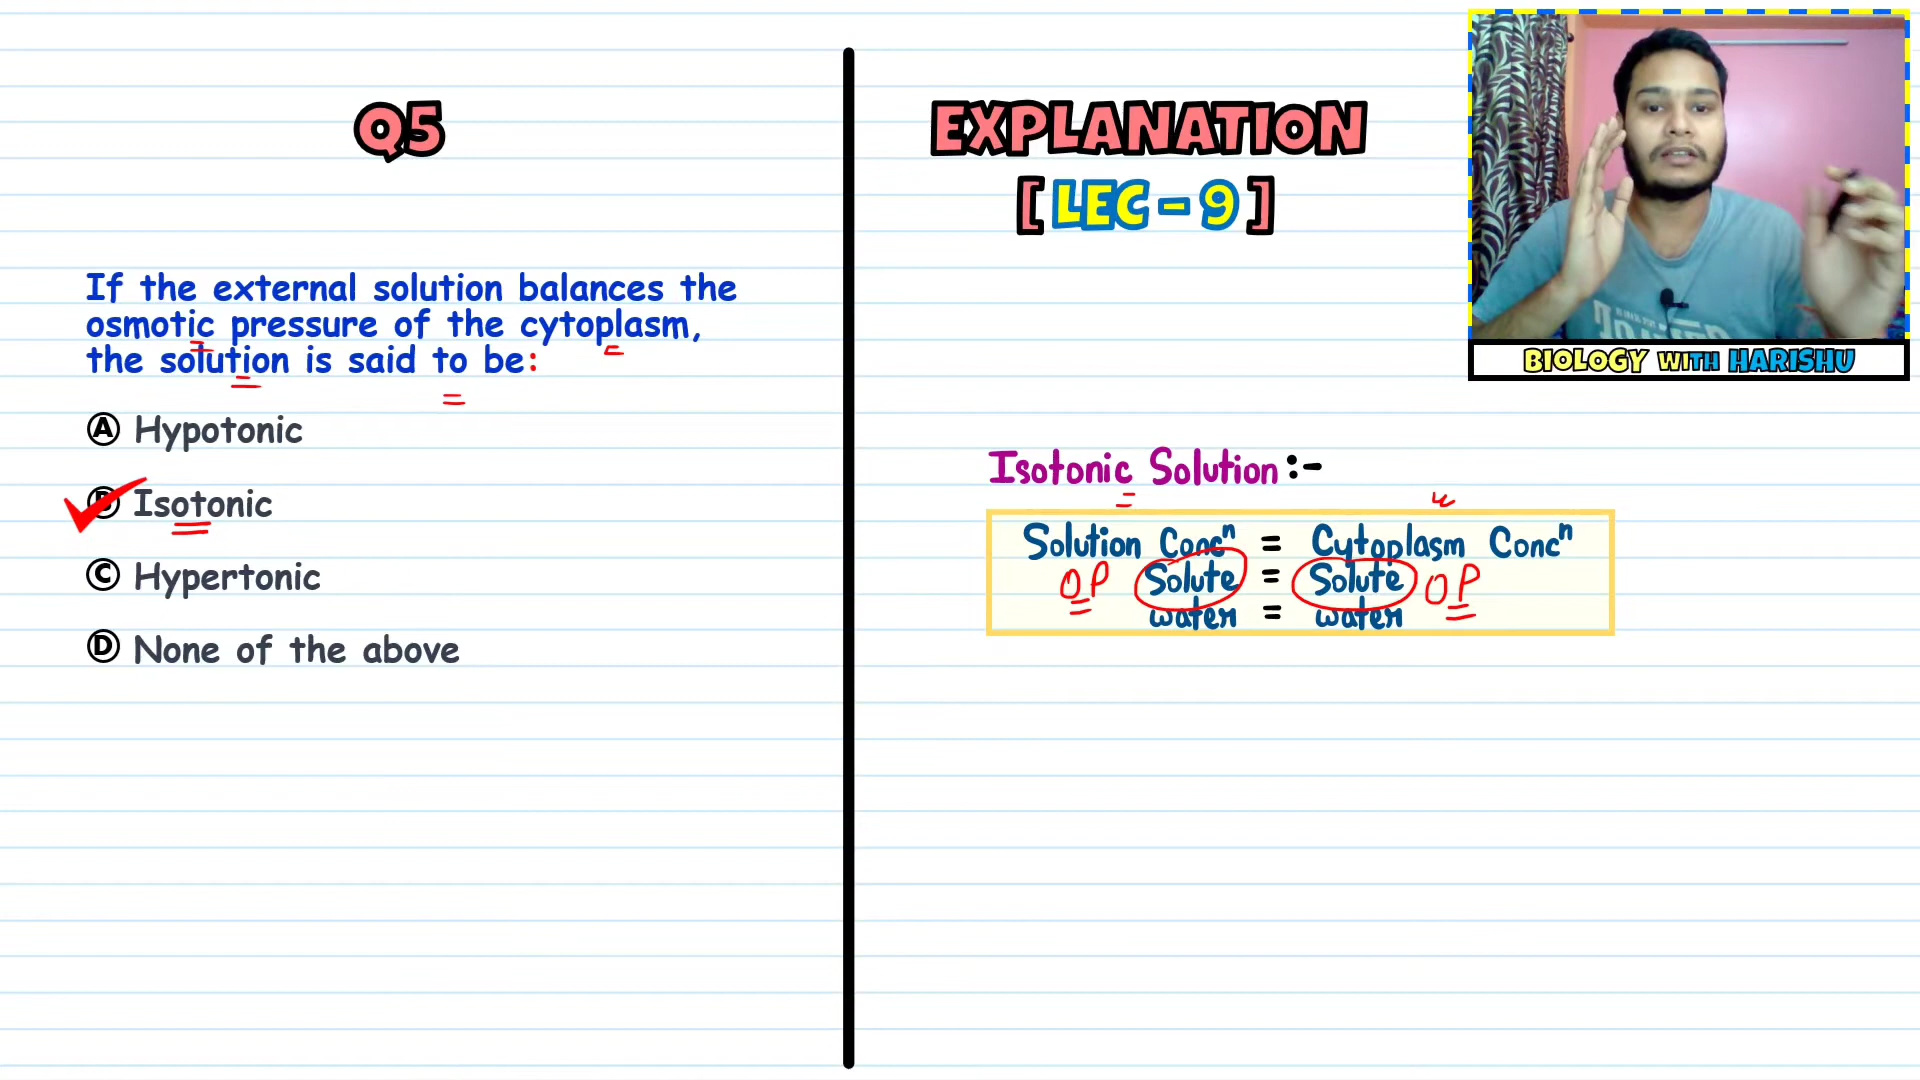 Q5
If the external solution balances the
osmotic pressure of the cytoplasm,
the solution is said to be:
A Hypotonic
B Isotonic
C Hypertonic
D None of the above
EXPLANATION
[ LEC - 9 ]
BIOLOGY WITH HARISHU
Isotonic Solution :-
Solution Concⁿ = Cytoplasm Concⁿ
OP Solute = Solute OP
water = water